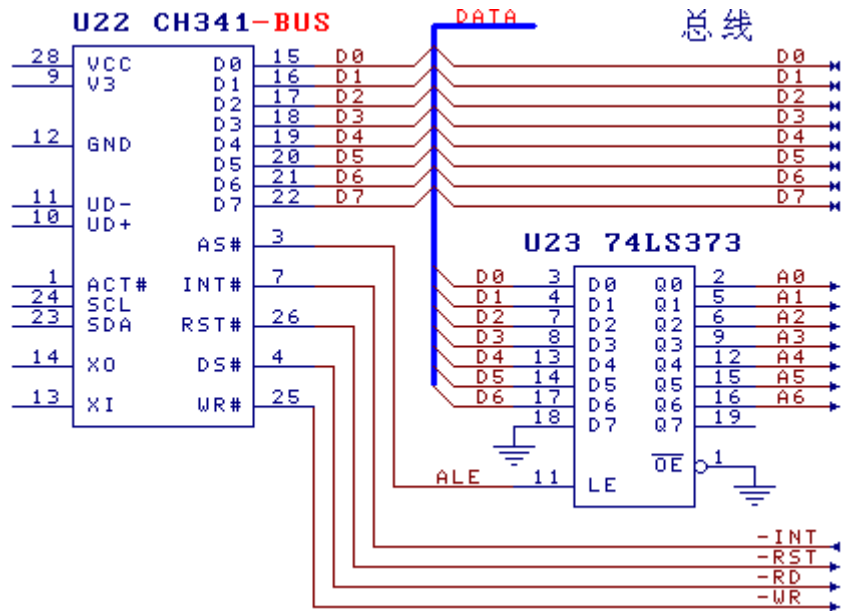 U22 CH341-BUS DATA 总线
28 VCC D0 15 D0 D0
9 V3 D1 16 D1 D1
D2 17 D2 D2
D3 18 D3 D3
12 GND D4 19 D4 D4
D5 20 D5 D5
D6 21 D6 D6
11 UD- D7 22 D7 D7
10 UD+
AS# 3
U23 74LS373
1 ACT# INT# 7 D0 3 D0 Q0 2 A0
24 SCL D1 4 D1 Q1 5 A1
23 SDA RST# 26 D2 7 D2 Q2 6 A2
D3 8 D3 Q3 9 A3
14 XO DS# 4 D4 13 D4 Q4 12 A4
D5 14 D5 Q5 15 A5
13 XI WR# 25 D6 17 D6 Q6 16 A6
18 D7 Q7 19
OE 1
ALE 11 LE
-INT
-RST
-RD
-WR